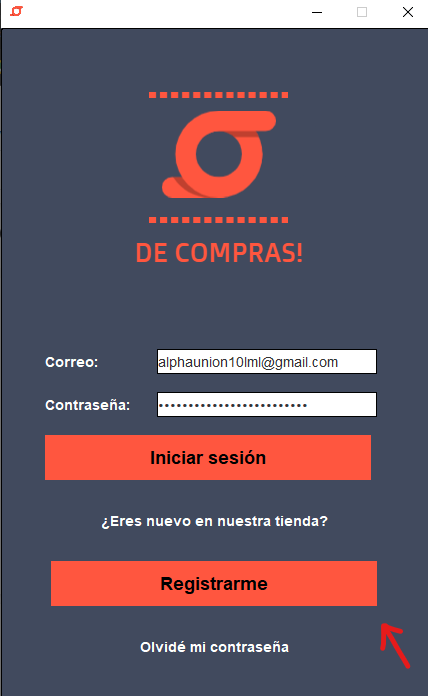 DE COMPRAS!
Correo: alphaunion10lml@gmail.com
Contraseña: •••••••••••••••••••••••••
Iniciar sesión
¿Eres nuevo en nuestra tienda?
Registrarme
Olvidé mi contraseña